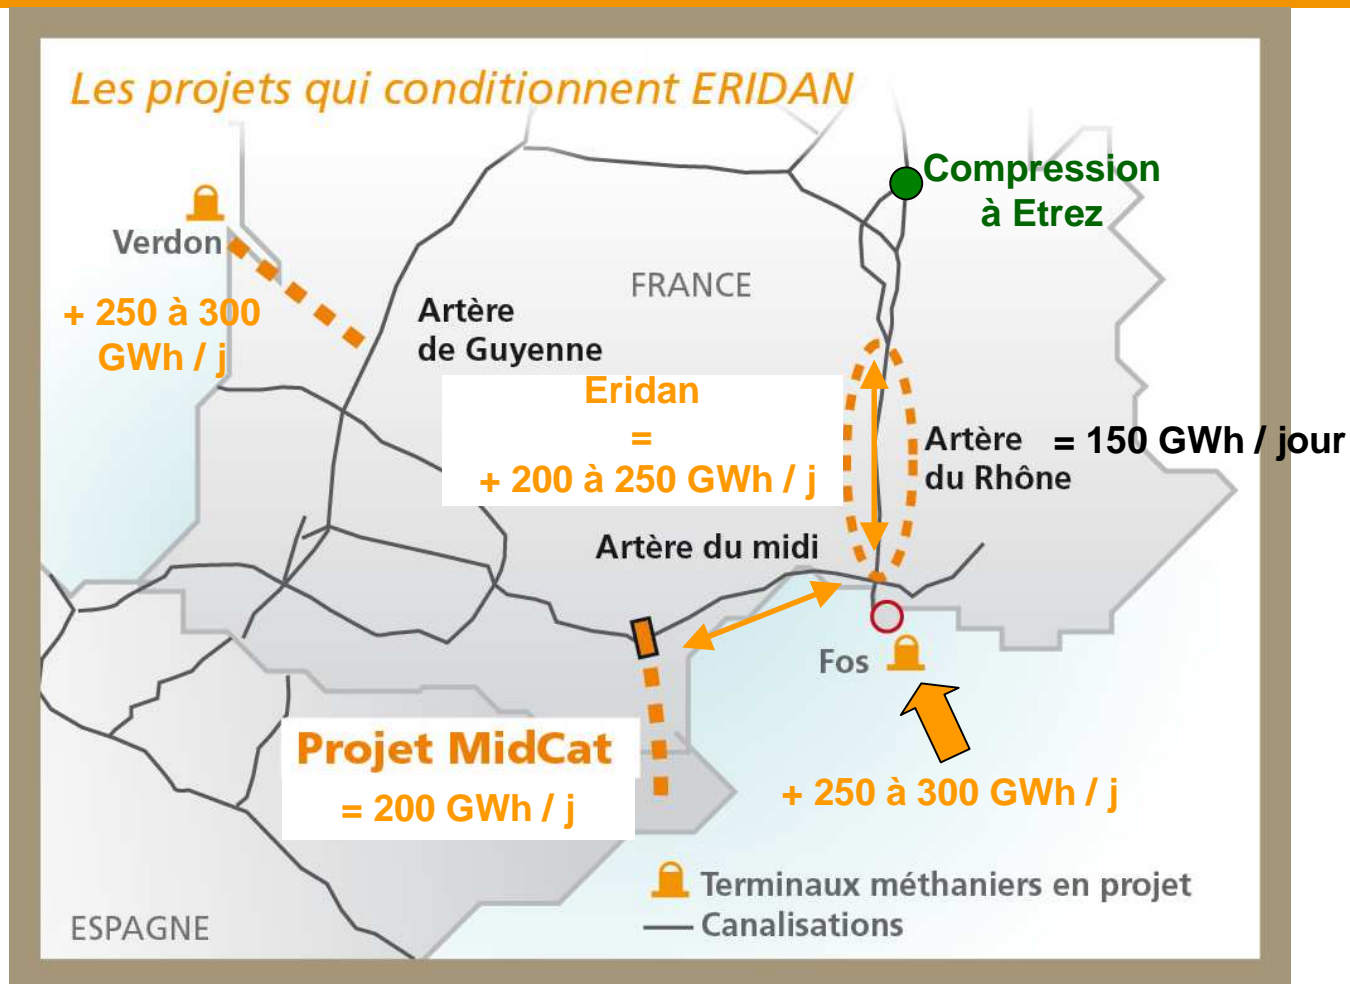 Les projets qui conditionnent ERIDAN
Compression
à Etrez
Verdon
FRANCE
+ 250 à 300
GWh / j
Artère
de Guyenne
Eridan
=
+ 200 à 250 GWh / j
Artère = 150 GWh / jour
du Rhône
Artère du midi
Fos
Projet MidCat
= 200 GWh / j
+ 250 à 300 GWh / j
Terminaux méthaniers en projet
Canalisations
ESPAGNE